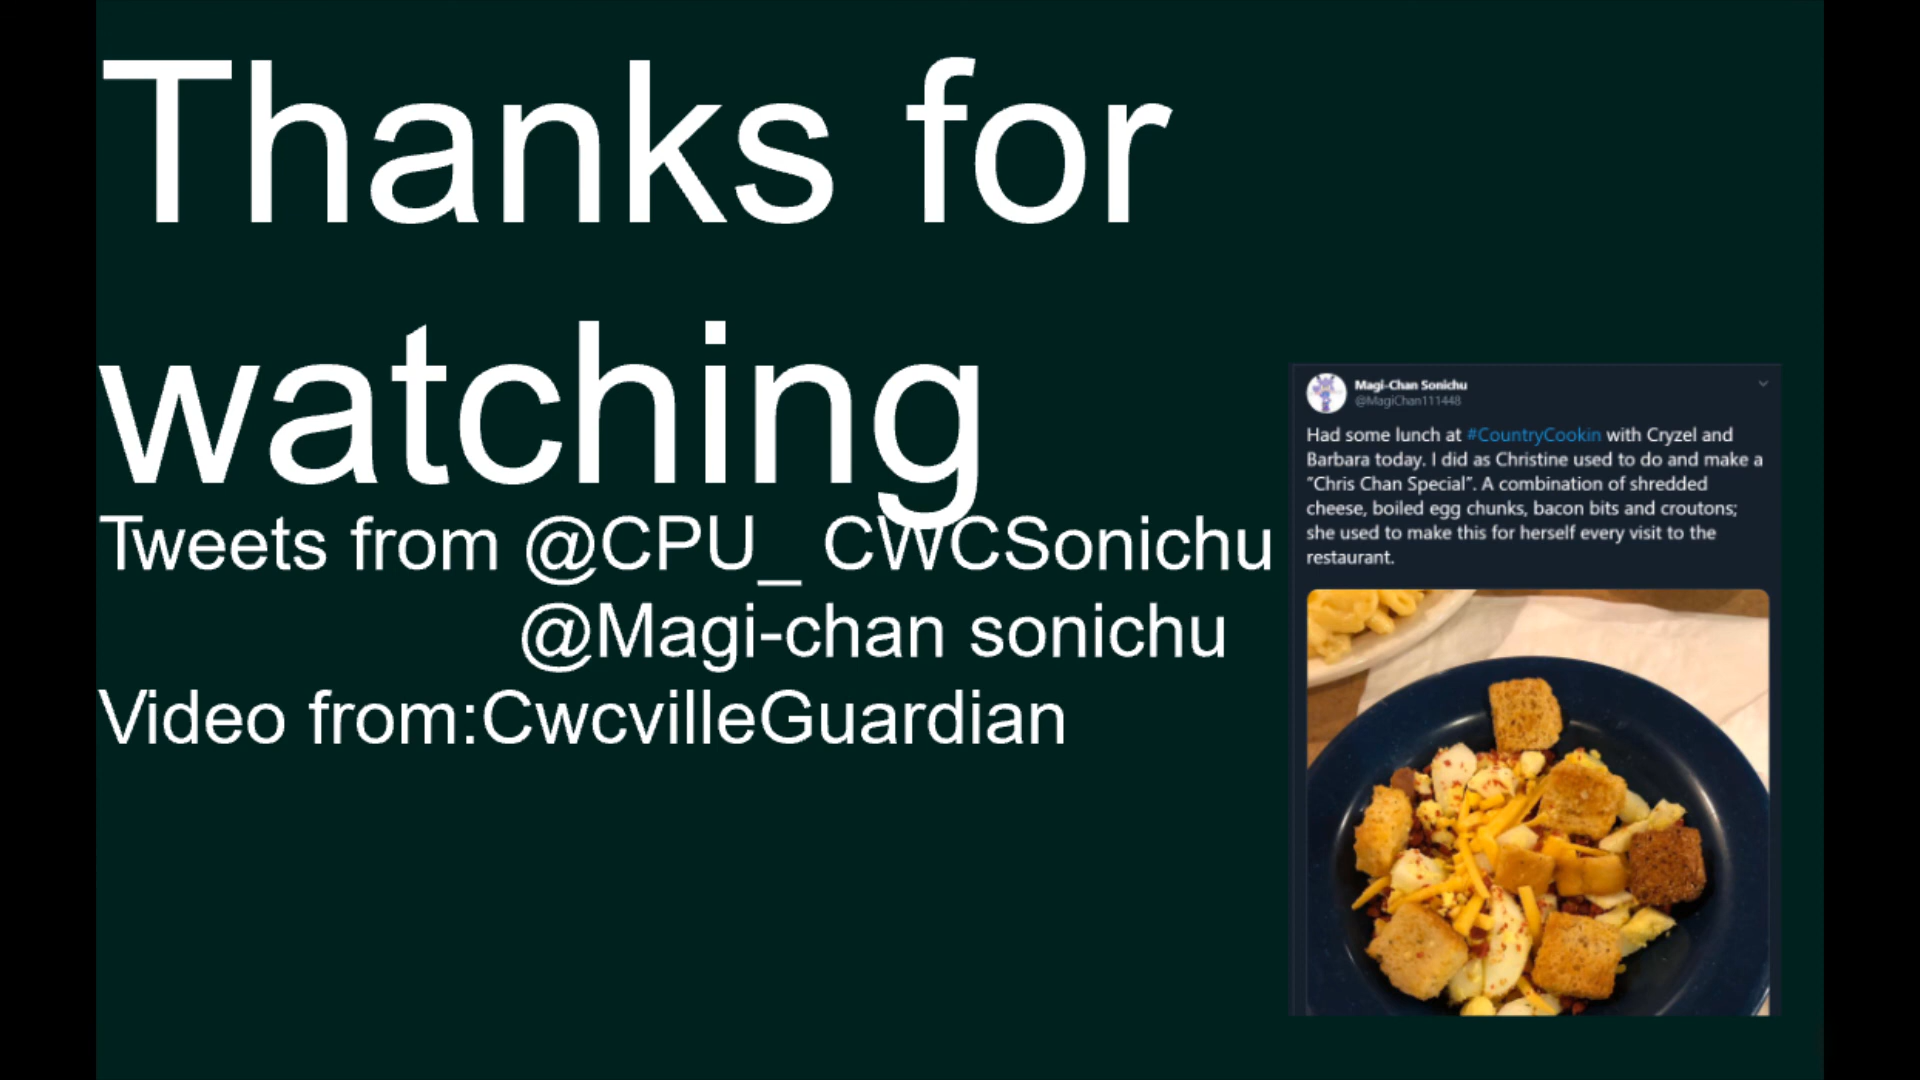 Thanks for
watching
Tweets from @CPU_ CWCSonichu
@Magi-chan sonichu
Video from:CwcvilleGuardian
Magi-Chan Sonichu
@MagiChan111448
Had some lunch at #CountryCookin with Cryzel and
Barbara today. I did as Christine used to do and make a
"Chris Chan Special". A combination of shredded
cheese, boiled egg chunks, bacon bits and croutons;
she used to make this for herself every visit to the
restaurant.